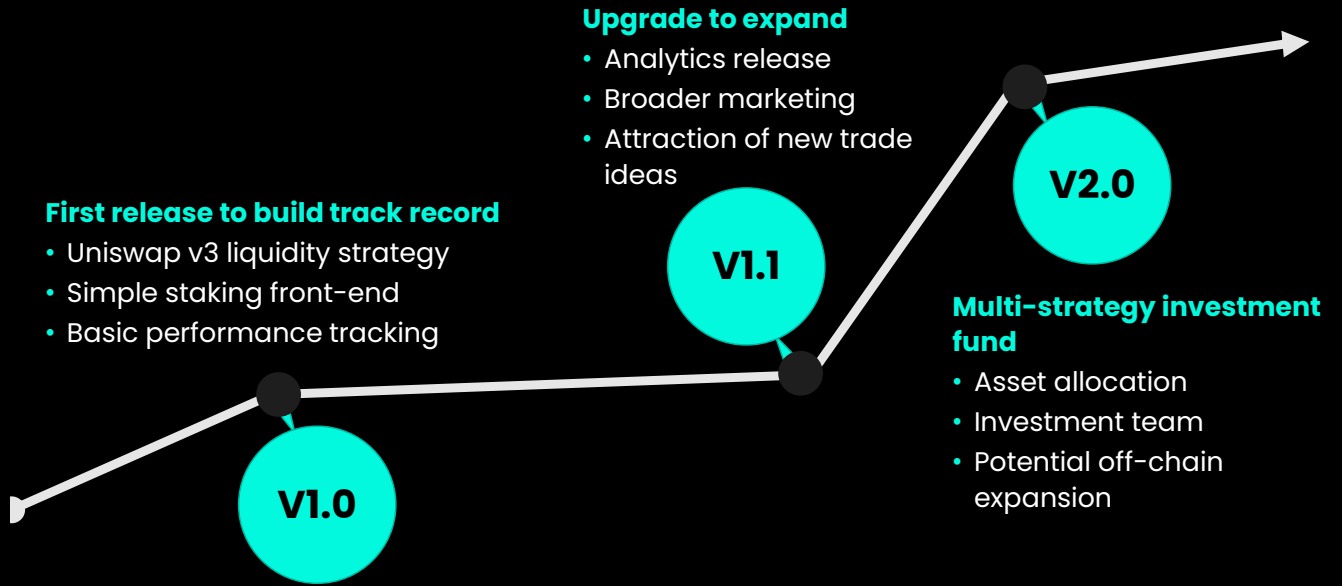 First release to build track record
• Uniswap v3 liquidity strategy
• Simple staking front-end
• Basic performance tracking
V1.0
Upgrade to expand
• Analytics release
• Broader marketing
• Attraction of new trade
ideas
V1.1
V2.0
Multi-strategy investment
fund
• Asset allocation
• Investment team
• Potential off-chain
expansion